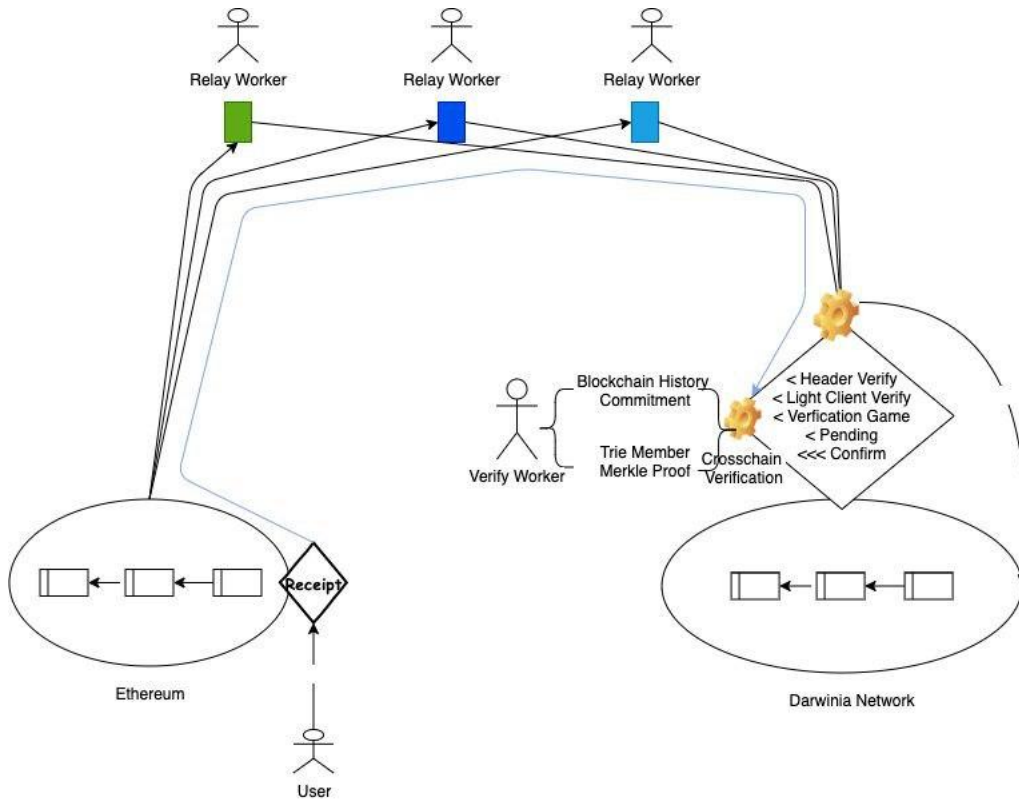 Relay Worker
Relay Worker
Relay Worker
< Header Verify
< Light Client Verify
< Verfication Game
< Pending
<<< Confirm
Blockchain History
Commitment
Trie Member
Merkle Proof
Verify Worker
Crosschain
Verification
Receipt
Ethereum
Darwinia Network
User